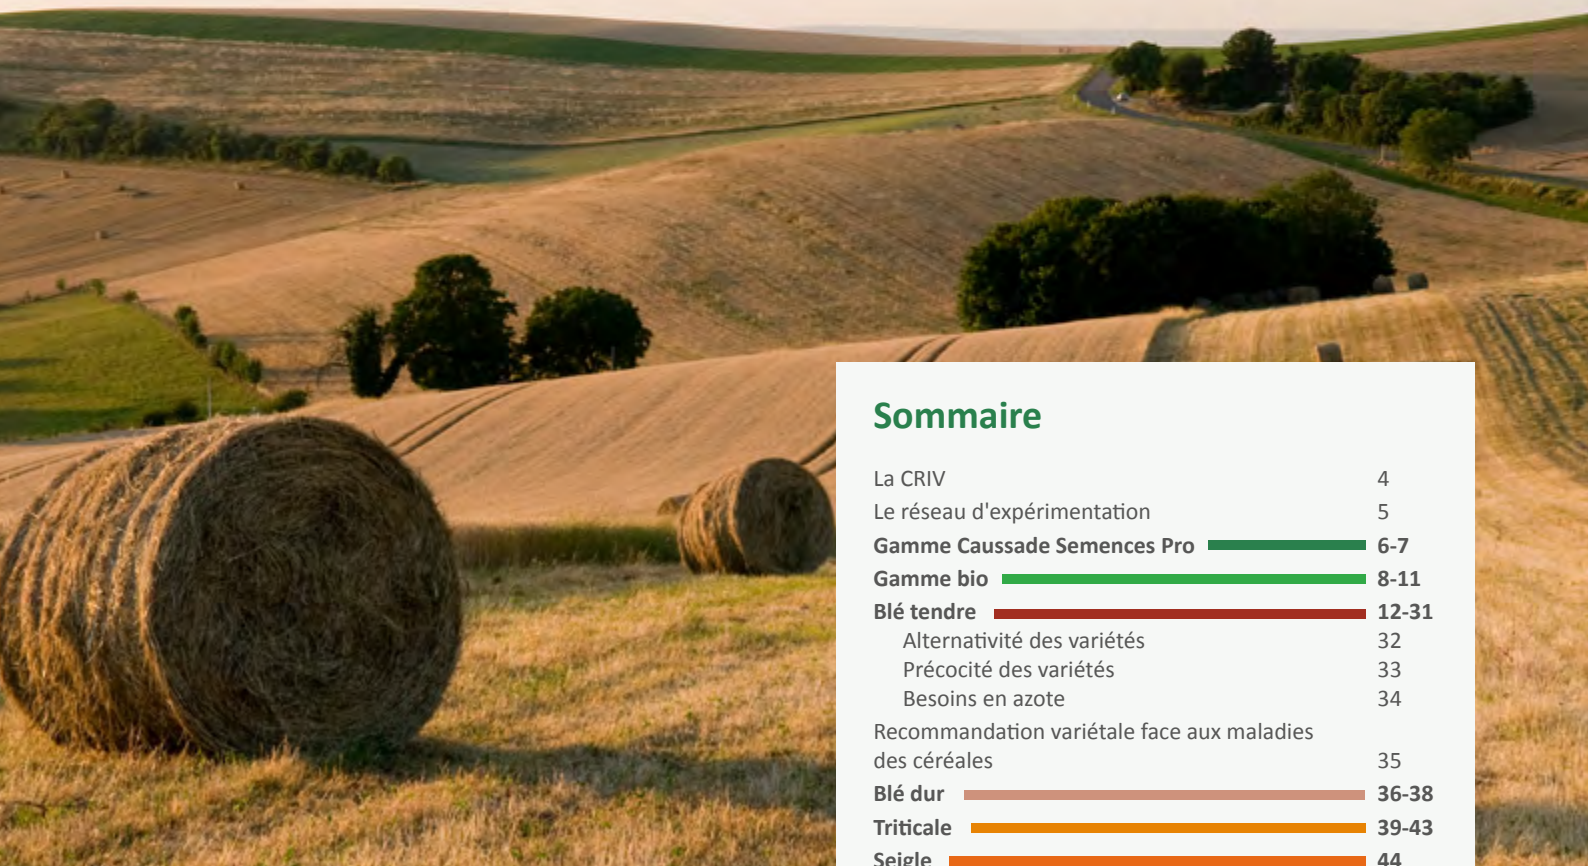 Sommaire
La CRIV 4
Le réseau d'expérimentation 5
Gamme Caussade Semences Pro 6-7
Gamme bio 8-11
Blé tendre 12-31
Alternativité des variétés 32
Précocité des variétés 33
Besoins en azote 34
Recommandation variétale face aux maladies
des céréales 35
Blé dur 36-38
Triticale 39-43
Seigle 44